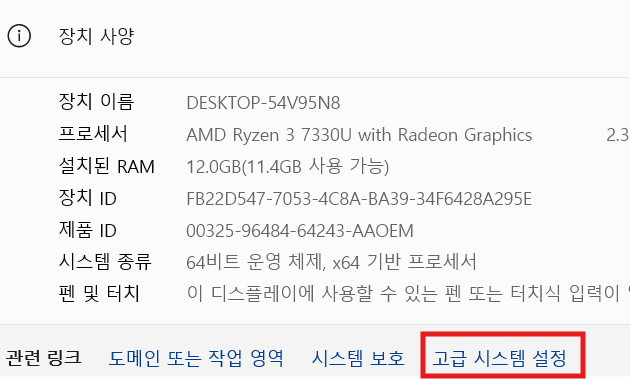 장치 사양
장치 이름 DESKTOP-54V95N8
프로세서 AMD Ryzen 3 7330U with Radeon Graphics 2.3
설치된 RAM 12.0GB(11.4GB 사용 가능)
장치 ID FB22D547-7053-4C8A-BA39-34F6428A295E
제품 ID 00325-96484-64243-AAOEM
시스템 종류 64비트 운영 체제, x64 기반 프로세서
펜 및 터치 이 디스플레이에 사용할 수 있는 펜 또는 터치식 입력이
관련 링크 도메인 또는 작업 영역 시스템 보호 고급 시스템 설정